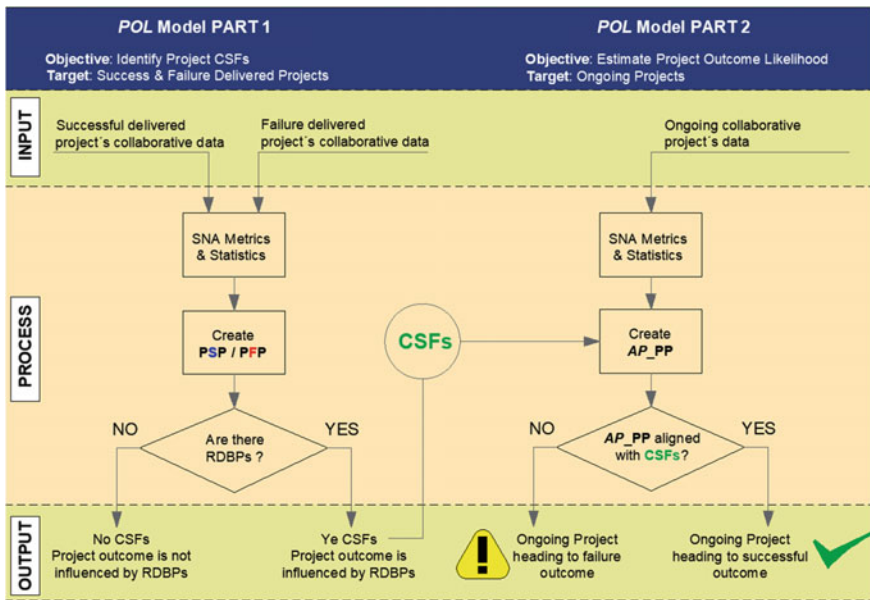 POL Model PART 1
Objective: Identify Project CSFs
Target: Success & Failure Delivered Projects
POL Model PART 2
Objective: Estimate Project Outcome Likelihood
Target: Ongoing Projects
INPUT
Successful delivered
project´s collaborative data
Failure delivered
project´s collaborative data
Ongoing collaborative
project´s data
PROCESS
SNA Metrics
& Statistics
Create
PSP / PFP
Are there
RDBPs ?
NO
YES
CSFs
SNA Metrics
& Statistics
Create
AP_PP
AP_PP aligned
with CSFs?
NO
YES
OUTPUT
No CSFs
Project outcome is not
influenced by RDBPs
Ye CSFs
Project outcome is
influenced by RDBPs
!
Ongoing Project
heading to failure
outcome
Ongoing Project
heading to successful
outcome